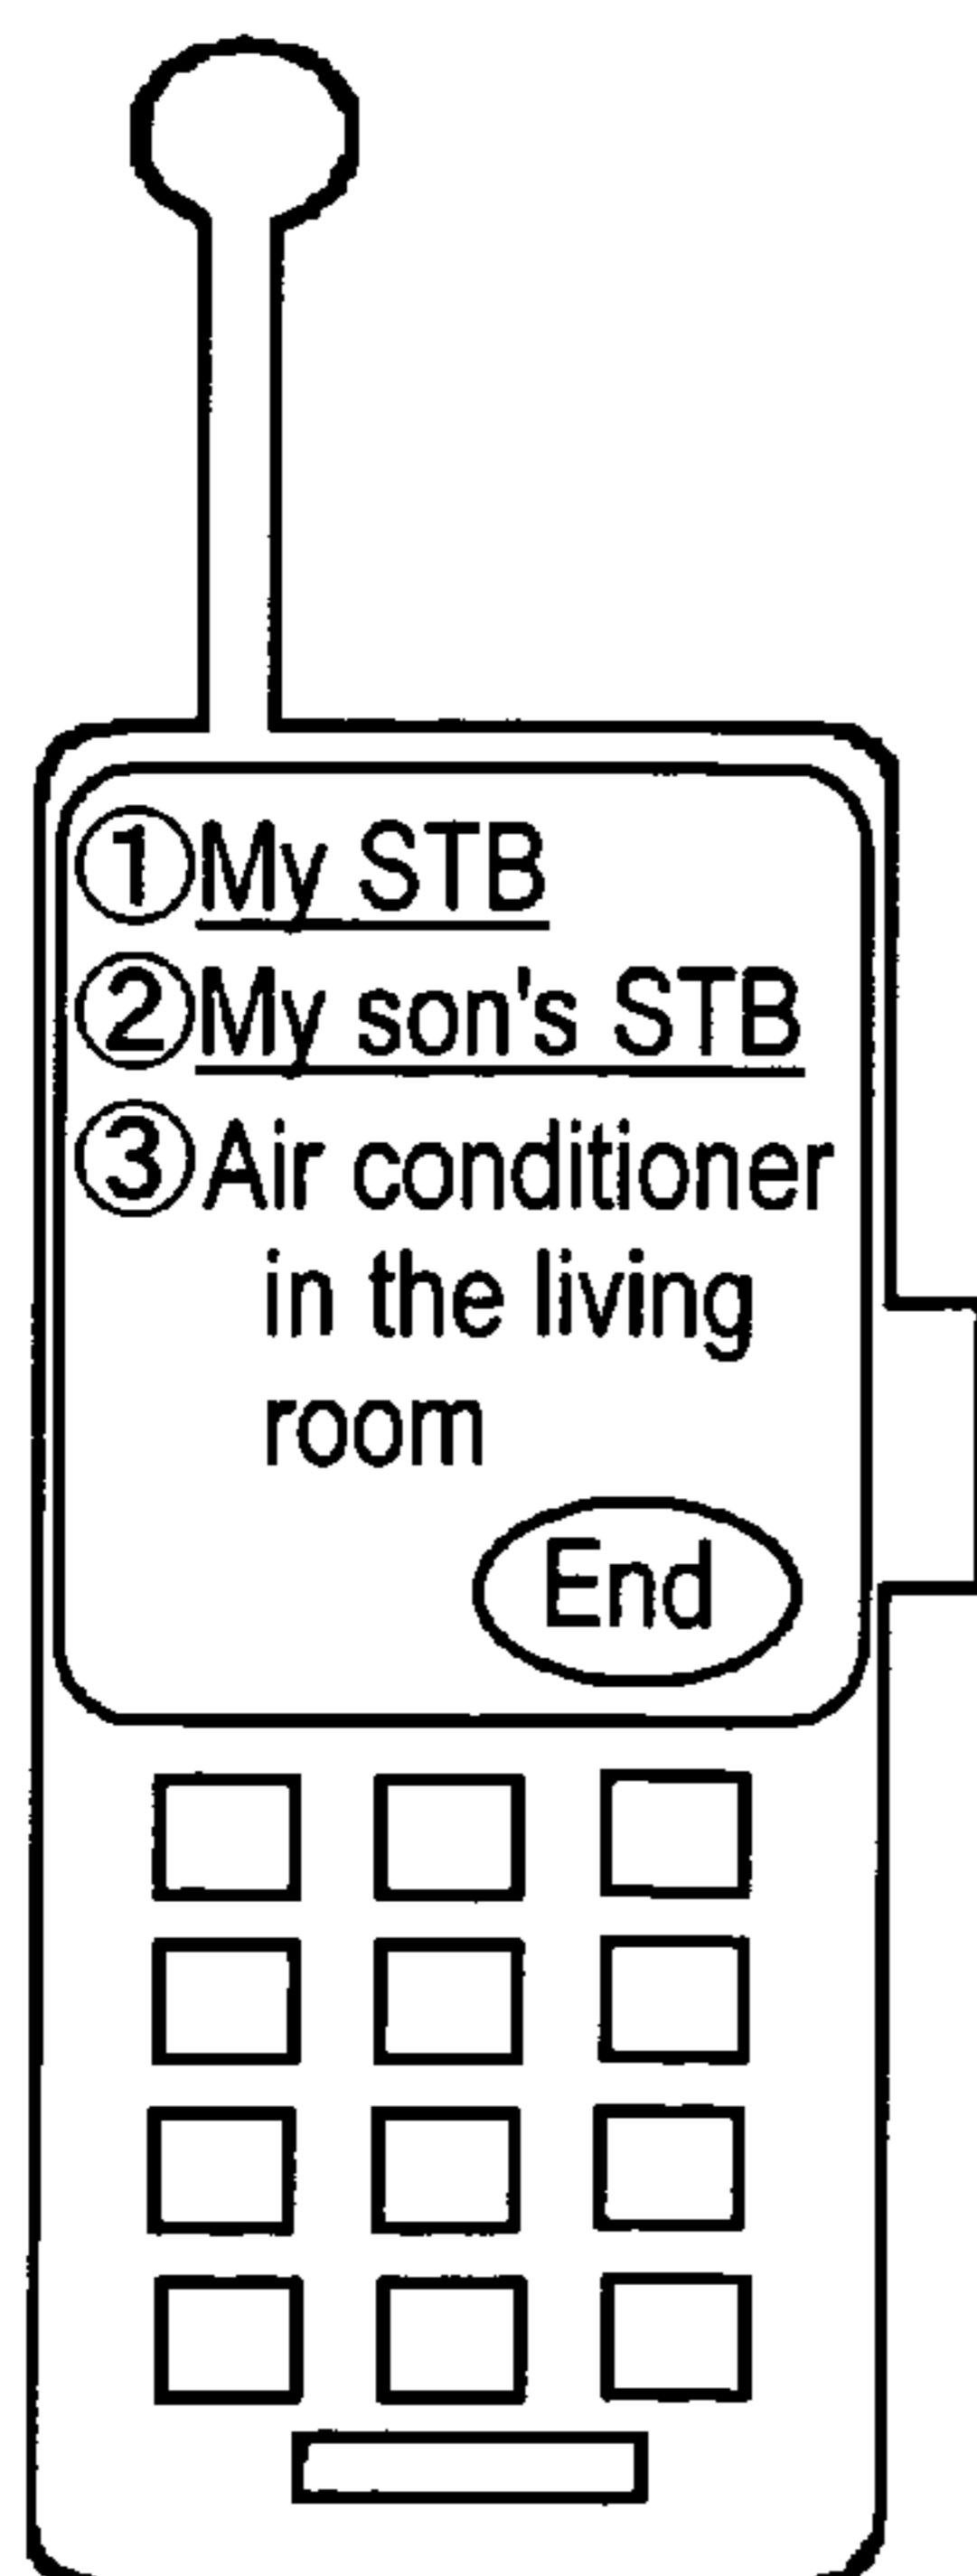 ①My STB
②My son's STB
③Air conditioner
in the living
room
End